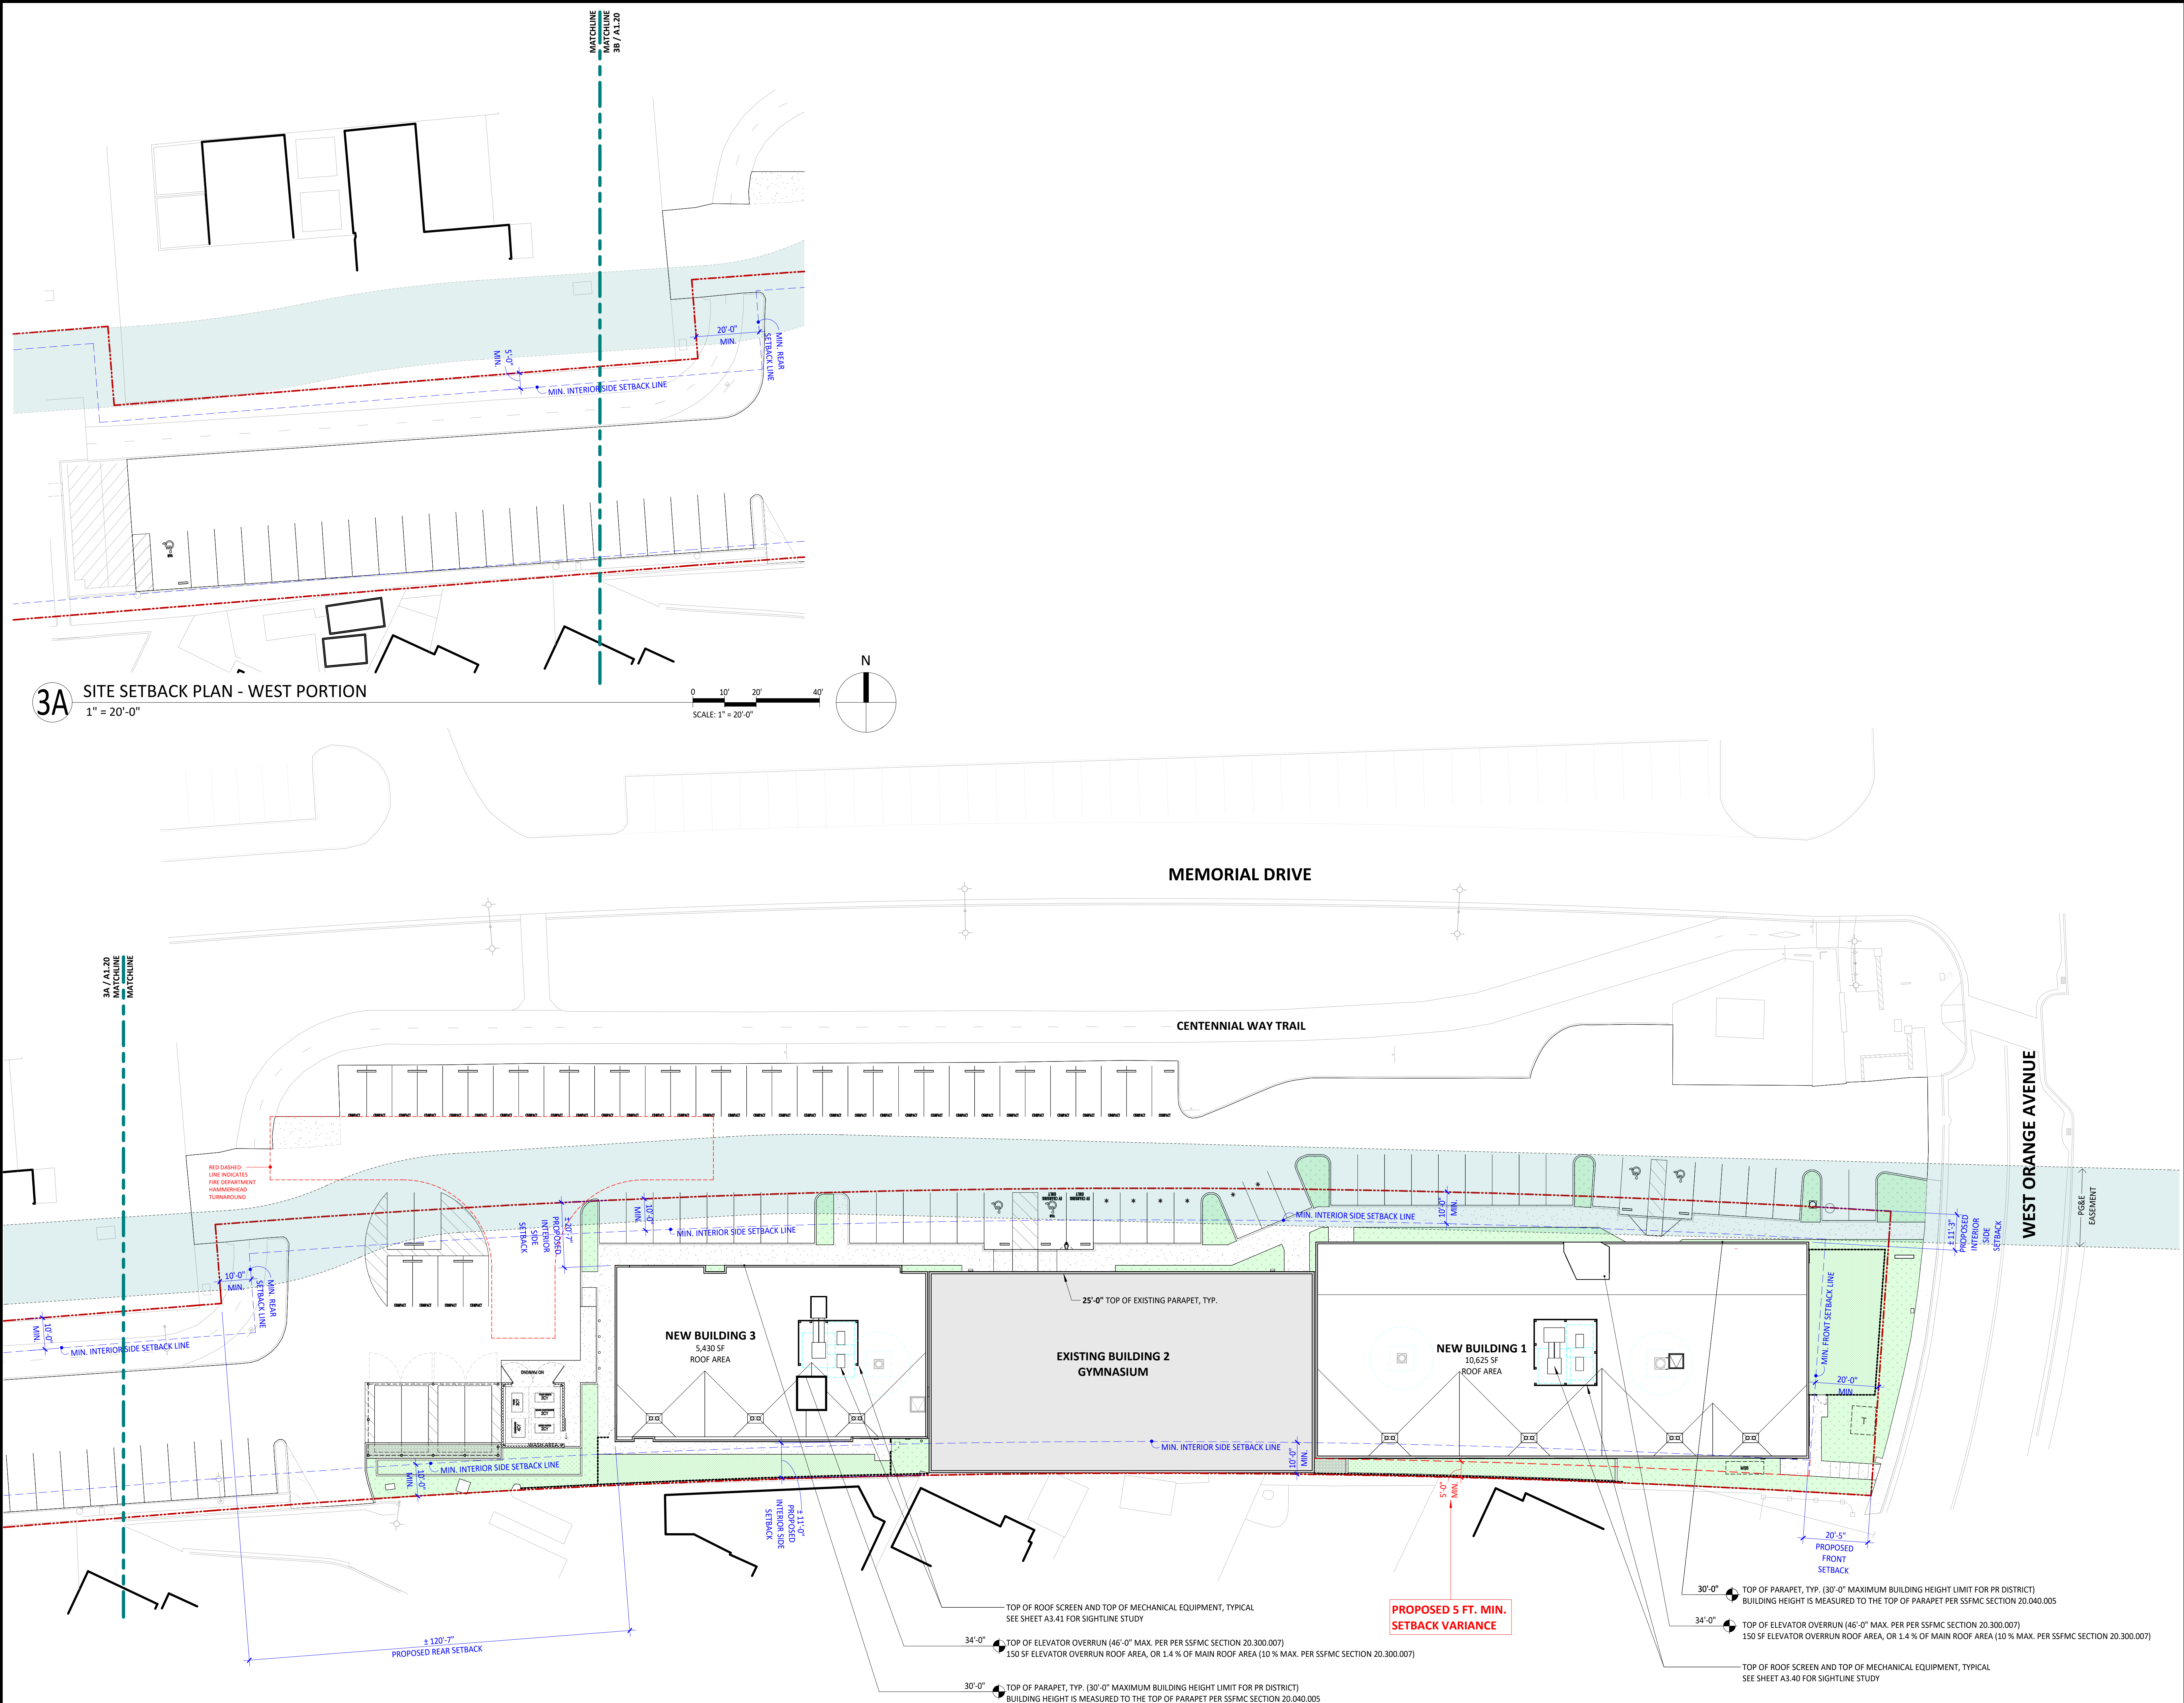 MATCHLINE
MATCHLINE
3B / A1.20
20'-0"
MIN.
MIN. REAR
SETBACK LINE
5'-0"
MIN.
MIN. INTERIOR SIDE SETBACK LINE
3A
SITE SETBACK PLAN - WEST PORTION
1" = 20'-0"
0 10' 20' 40'
SCALE: 1" = 20'-0"
N
MEMORIAL DRIVE
3A / A1.20
MATCHLINE
MATCHLINE
CENTENNIAL WAY TRAIL
WEST ORANGE AVENUE
PG&E
EASEMENT
RED DASHED
LINE INDICATES
FIRE DEPARTMENT
HAMMERHEAD
TURNAROUND
± 20'-7"
PROPOSED
INTERIOR
SIDE
SETBACK
10'-0"
MIN.
MIN. INTERIOR SIDE SETBACK LINE
MIN. INTERIOR SIDE SETBACK LINE
10'-0"
MIN.
± 11'-3"
PROPOSED
INTERIOR
SIDE
SETBACK
10'-0"
MIN.
MIN. REAR
SETBACK LINE
10'-0"
MIN.
MIN. INTERIOR SIDE SETBACK LINE
25'-0" TOP OF EXISTING PARAPET, TYP.
NEW BUILDING 3
5,430 SF
ROOF AREA
EXISTING BUILDING 2
GYMNASIUM
NEW BUILDING 1
10,625 SF
ROOF AREA
MIN. FRONT SETBACK LINE
20'-0"
MIN.
T
NO PARKING
WASH AREA
MIN. INTERIOR SIDE SETBACK LINE
10'-0"
MIN.
MIN. INTERIOR SIDE SETBACK LINE
10'-0"
MIN.
± 11'-0"
PROPOSED
INTERIOR SIDE
SETBACK
5'-0"
MIN.
20'-5"
PROPOSED
FRONT
SETBACK
± 120'-7"
PROPOSED REAR SETBACK
PROPOSED 5 FT. MIN.
SETBACK VARIANCE
TOP OF ROOF SCREEN AND TOP OF MECHANICAL EQUIPMENT, TYPICAL
SEE SHEET A3.41 FOR SIGHTLINE STUDY
34'-0" TOP OF ELEVATOR OVERRUN (46'-0" MAX. PER PER SSFMC SECTION 20.300.007)
150 SF ELEVATOR OVERRUN ROOF AREA, OR 1.4 % OF MAIN ROOF AREA (10 % MAX. PER SSFMC SECTION 20.300.007)
30'-0" TOP OF PARAPET, TYP. (30'-0" MAXIMUM BUILDING HEIGHT LIMIT FOR PR DISTRICT)
BUILDING HEIGHT IS MEASURED TO THE TOP OF PARAPET PER SSFMC SECTION 20.040.005
30'-0" TOP OF PARAPET, TYP. (30'-0" MAXIMUM BUILDING HEIGHT LIMIT FOR PR DISTRICT)
BUILDING HEIGHT IS MEASURED TO THE TOP OF PARAPET PER SSFMC SECTION 20.040.005
34'-0" TOP OF ELEVATOR OVERRUN (46'-0" MAX. PER PER SSFMC SECTION 20.300.007)
150 SF ELEVATOR OVERRUN ROOF AREA, OR 1.4 % OF MAIN ROOF AREA (10 % MAX. PER SSFMC SECTION 20.300.007)
TOP OF ROOF SCREEN AND TOP OF MECHANICAL EQUIPMENT, TYPICAL
SEE SHEET A3.40 FOR SIGHTLINE STUDY